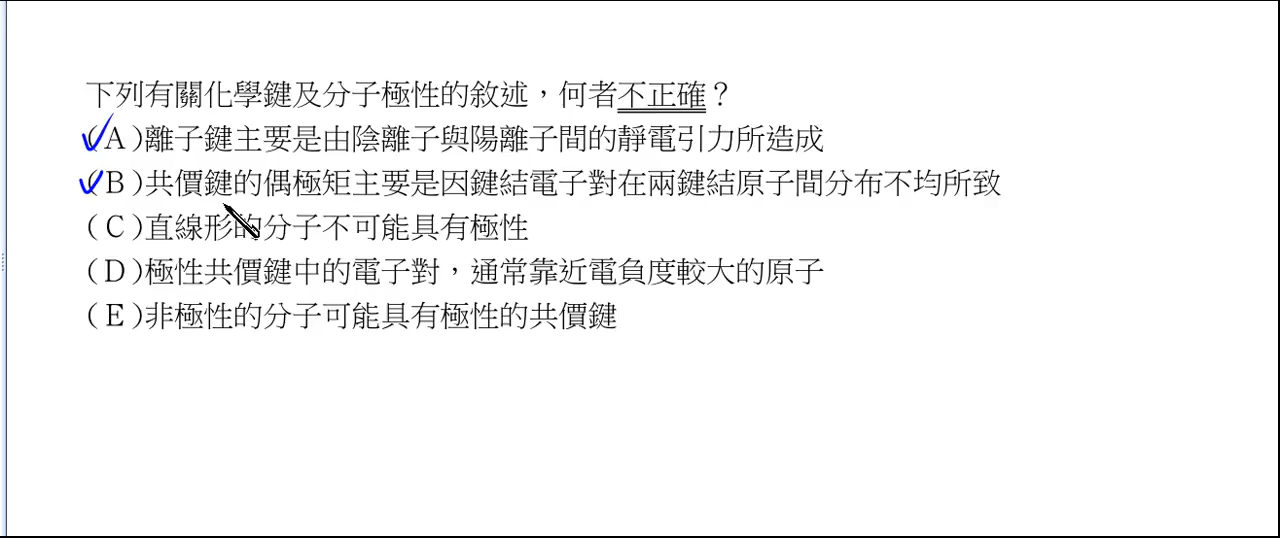 下列有關化學鍵及分子極性的敘述，何者不正確？
(A)離子鍵主要是由陰離子與陽離子間的靜電引力所造成
(B)共價鍵的偶極矩主要是因鍵結電子對在兩鍵結原子間分布不均所致
(C)直線形的分子不可能具有極性
(D)極性共價鍵中的電子對，通常靠近電負度較大的原子
(E)非極性的分子可能具有極性的共價鍵